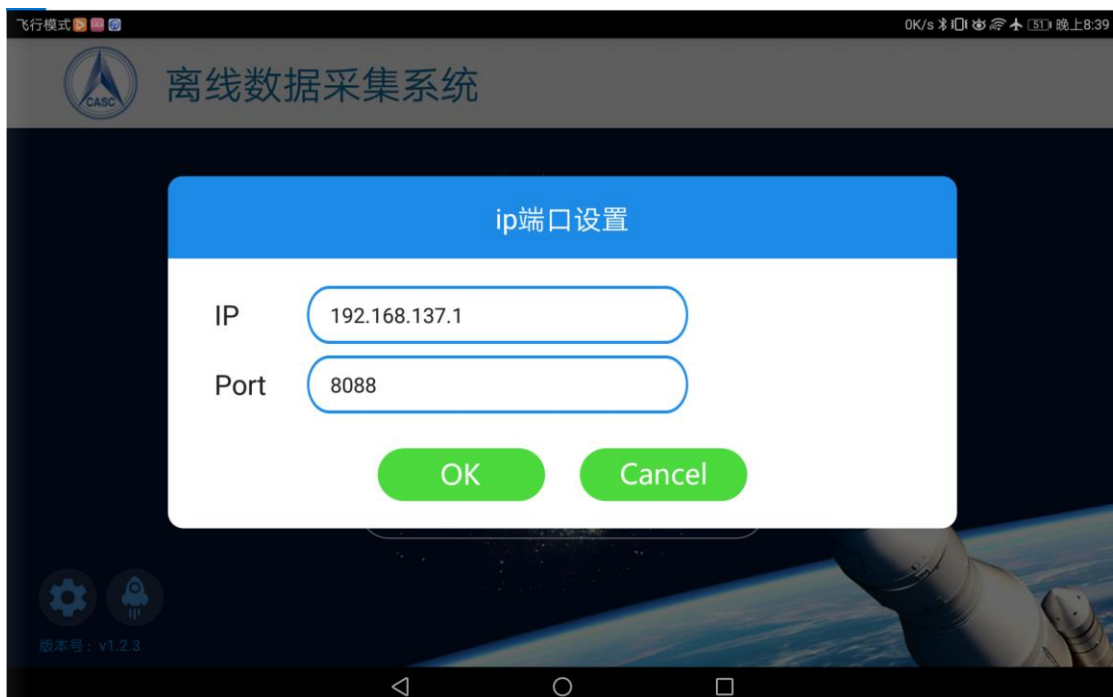 飞行模式
0K/s 51 晚上8:39
CASC
离线数据采集系统
ip端口设置
IP
192.168.137.1
Port
8088
OK
Cancel
版本号：v1.2.3